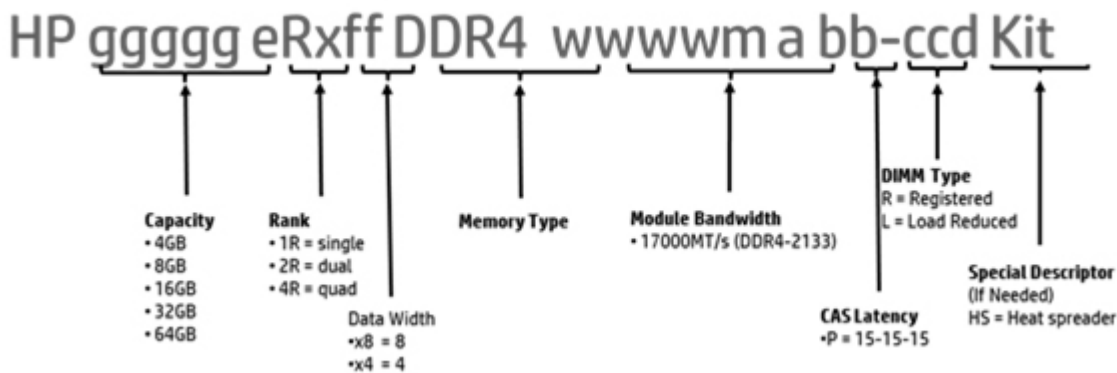 HP ggggg eRxff DDR4 wwwwm a bb-ccd Kit
Capacity
• 4GB
• 8GB
• 16GB
• 32GB
• 64GB
Rank
• 1R = single
• 2R = dual
• 4R = quad
Data Width
•x8 = 8
•x4 = 4
Memory Type
Module Bandwidth
• 17000MT/s (DDR4-2133)
CAS Latency
•P = 15-15-15
DIMM Type
R = Registered
L = Load Reduced
Special Descriptor
(If Needed)
HS = Heat spreader